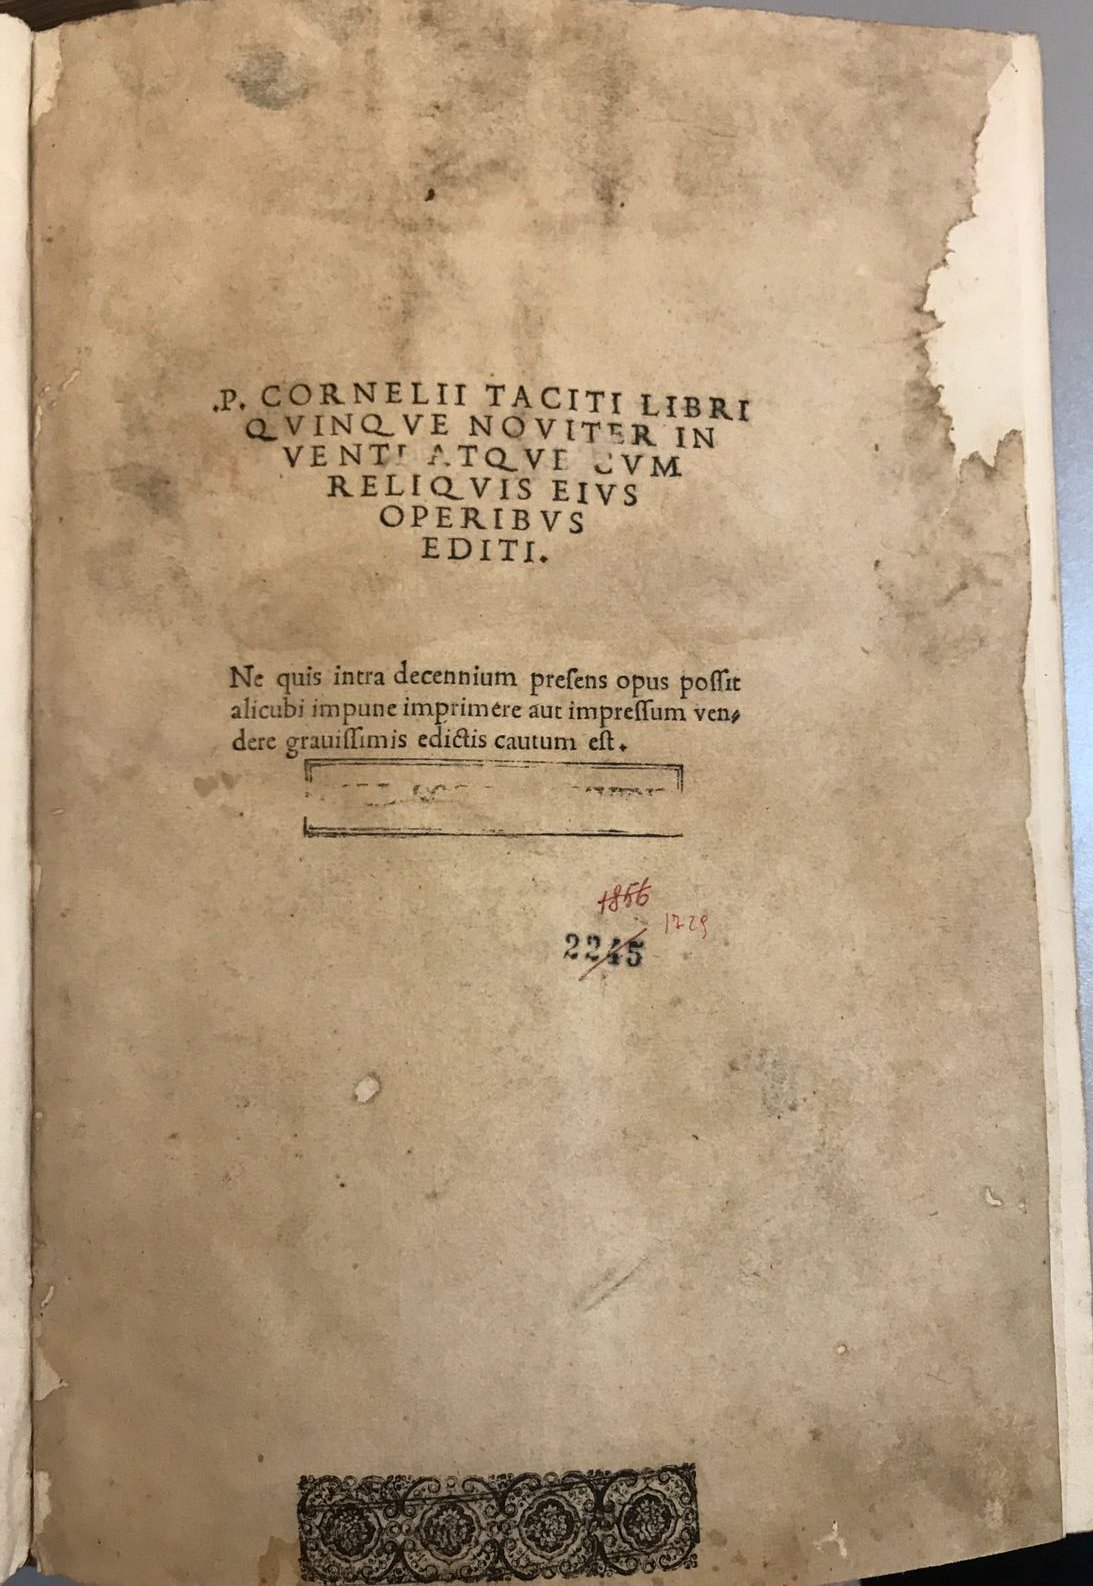 .P. CORNELII TACITI LIBRI
QVINQVE NOVITER IN
VENTI ATQVE CVM
RELIQVIS EIVS
OPERIBVS
EDITI.
Ne quis intra decennium preſens opus poſſit
alicubi impune imprimere aut impreſſum ven⸗
dere grauiſſimis edictis cautum eſt.
1856
1729
2245